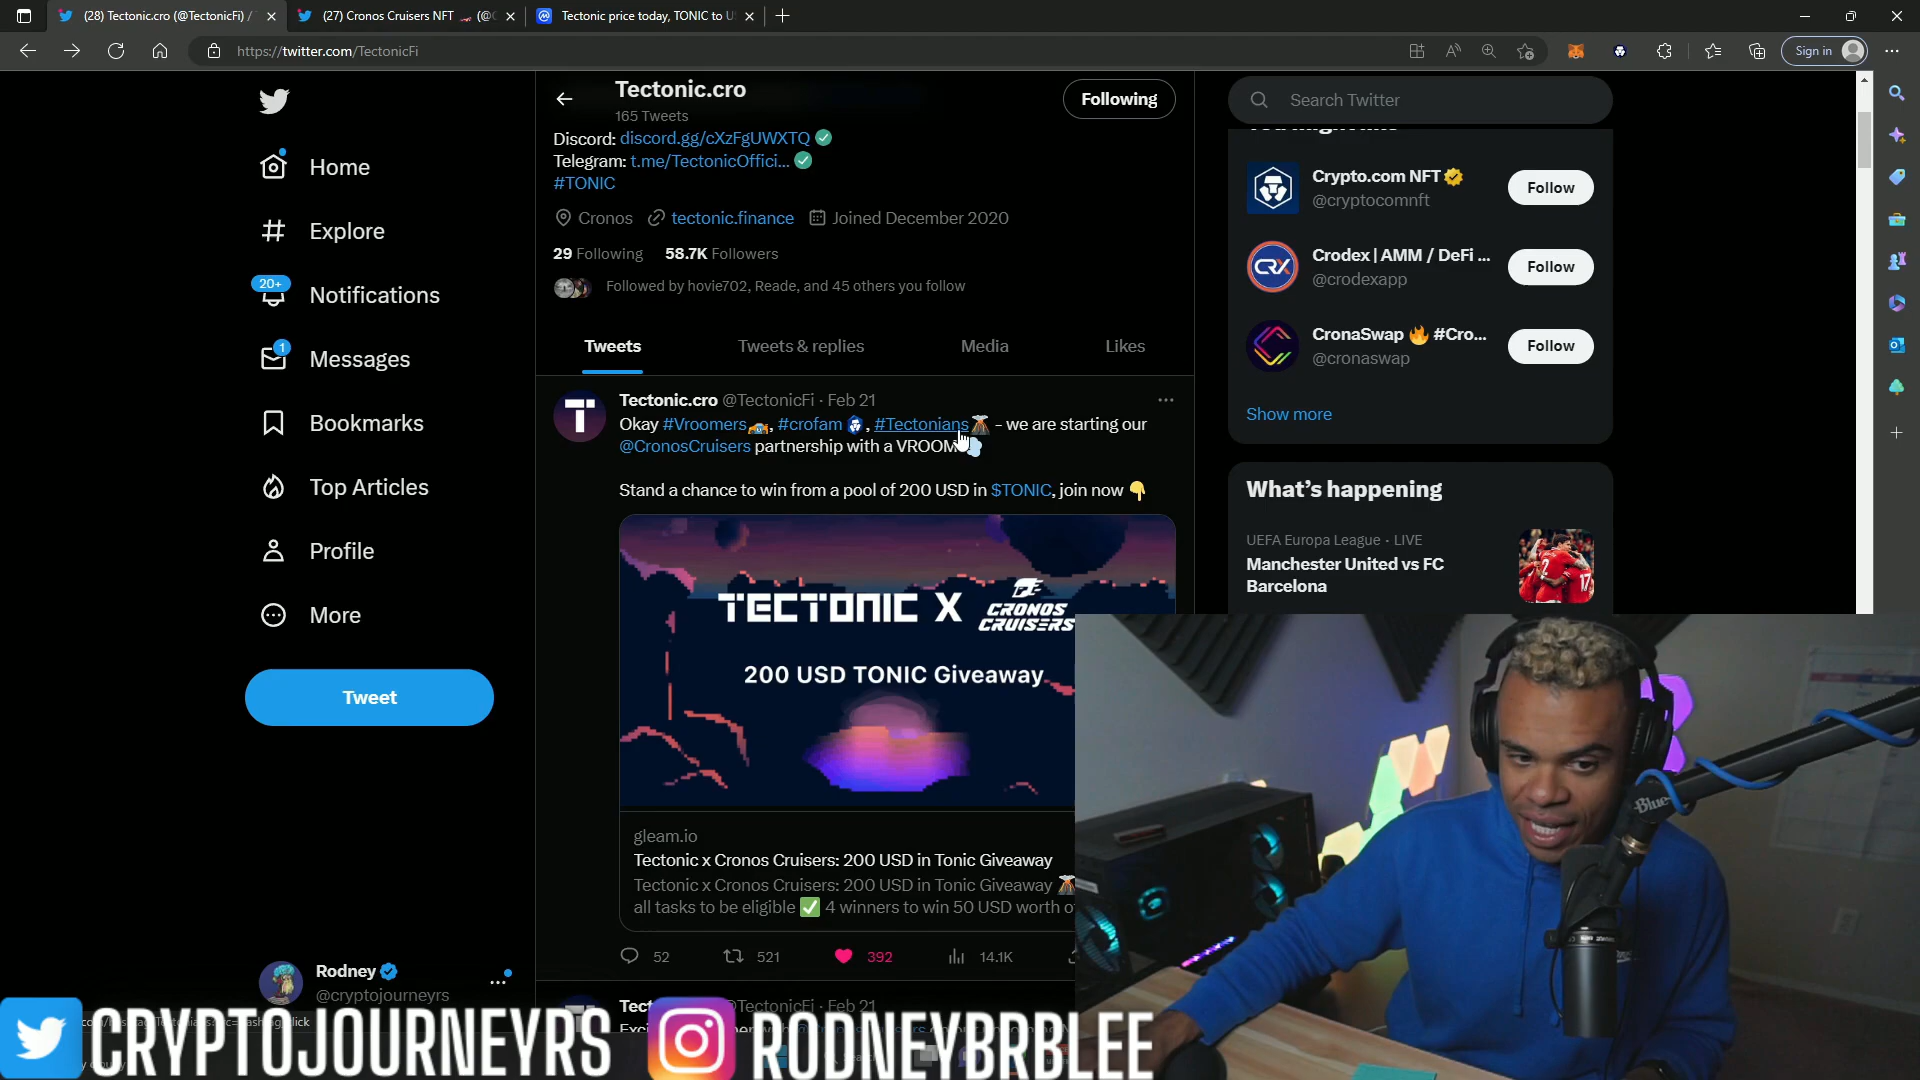 (28) Tectonic.cro (@TectonicFi) /
(27) Cronos Cruisers NFT
Tectonic price today, TONIC to U
https://twitter.com/TectonicFi
Sign in
Home
Explore
20+
Notifications
1
Messages
Bookmarks
Top Articles
Profile
More
Tweet
Rodney
@cryptojourneyrs
Tectonic.cro
165 Tweets
Following
Discord: discord.gg/cXzFgUWXTQ
Telegram: t.me/TectonicOffici...
#TONIC
Cronos tectonic.finance Joined December 2020
29 Following 58.7K Followers
Followed by hovie702, Reade, and 45 others you follow
Tweets Tweets & replies Media Likes
Tectonic.cro @TectonicFi · Feb 21
Okay #Vroomers, #crofam, #Tectonians - we are starting our
@CronosCruisers partnership with a VROOM
Stand a chance to win from a pool of 200 USD in $TONIC, join now
TECTONIC X CRONOS CRUISERS
200 USD TONIC Giveaway
gleam.io
Tectonic x Cronos Cruisers: 200 USD in Tonic Giveaway
Tectonic x Cronos Cruisers: 200 USD in Tonic Giveaway
all tasks to be eligible 4 winners to win 50 USD worth
52 521 392 14.1K
@TectonicFi · Feb 21
Search Twitter
Crypto.com NFT
@cryptocomnft
Follow
CRX
Crodex | AMM / DeFi ...
@crodexapp
Follow
CronaSwap #Cro...
@cronaswap
Follow
Show more
What's happening
UEFA Europa League · LIVE
Manchester United vs FC
Barcelona
Blue
CRYPTOJOURNEYRS
RODNEYBRBLEE